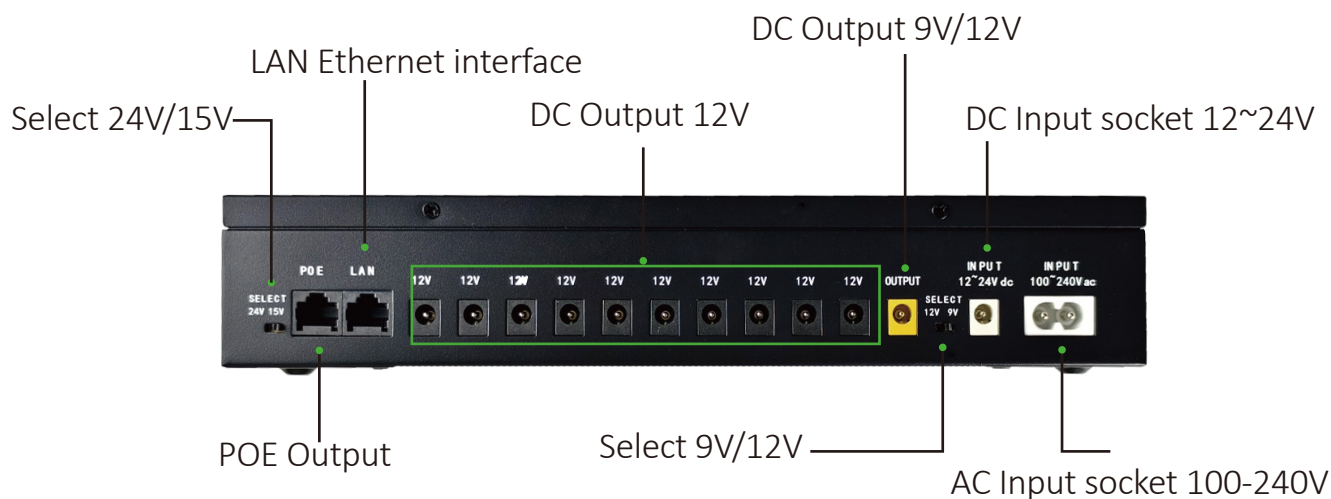 DC Output 9V/12V
LAN Ethernet interface
Select 24V/15V
DC Output 12V
DC Input socket 12~24V
POE
LAN
12V
12V
12V
12V
12V
12V
12V
12V
12V
12V
OUTPUT
INPUT
12~24V dc
INPUT
100~240V ac
SELECT
24V 15V
SELECT
12V 9V
POE Output
Select 9V/12V
AC Input socket 100-240V